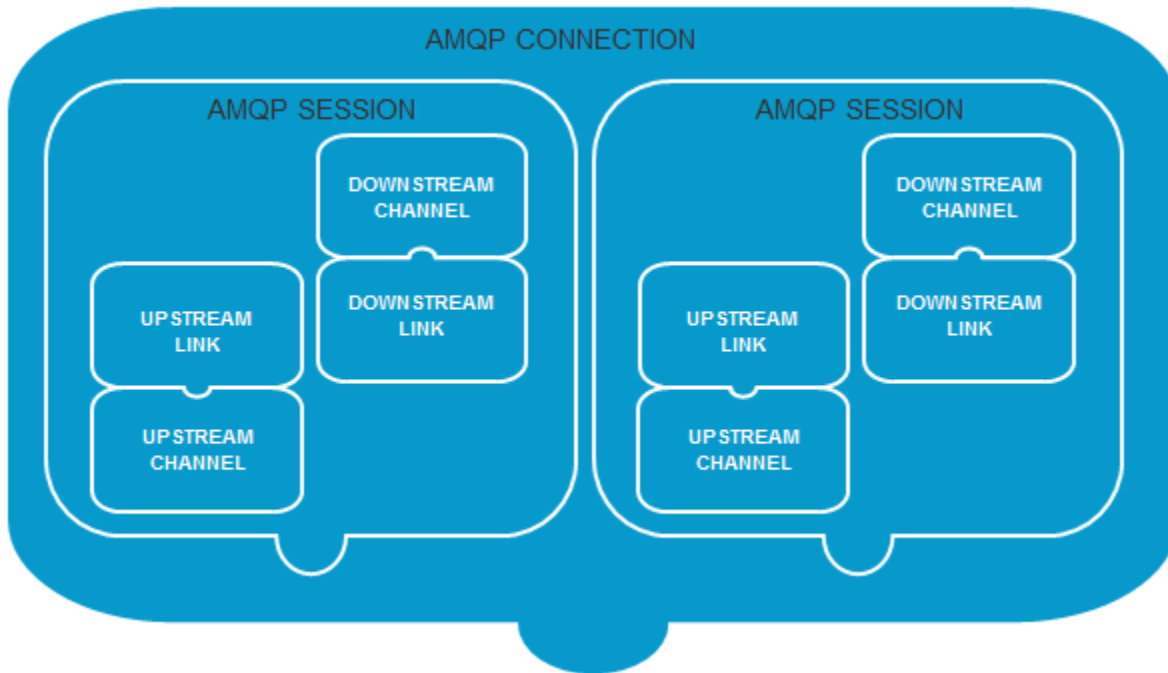 AMQP CONNECTION
AMQP SESSION
DOWNSTREAM
CHANNEL
DOWNSTREAM
LINK
UPSTREAM
LINK
UPSTREAM
CHANNEL
AMQP SESSION
DOWNSTREAM
CHANNEL
DOWNSTREAM
LINK
UPSTREAM
LINK
UPSTREAM
CHANNEL